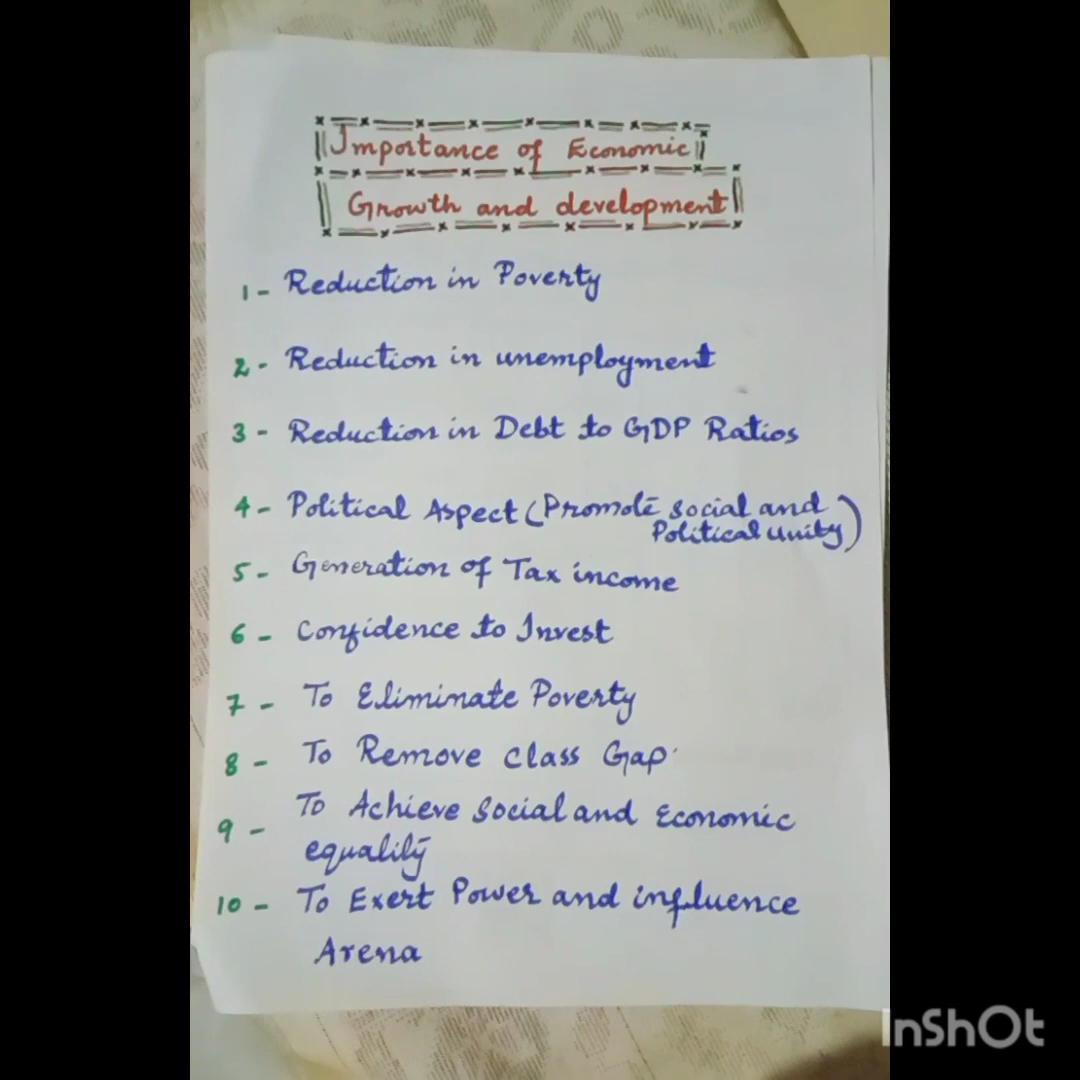 Importance of Economic
Growth and development
1 - Reduction in Poverty
2 - Reduction in unemployment
3 - Reduction in Debt to GDP Ratios
4 - Political Aspect (Promote social and
Political unity)
5 - Generation of Tax income
6 - Confidence to Invest
7 - To Eliminate Poverty
8 - To Remove class Gap
9 - To Achieve social and Economic
equality
10 - To Exert Power and influence
Arena
InShOt